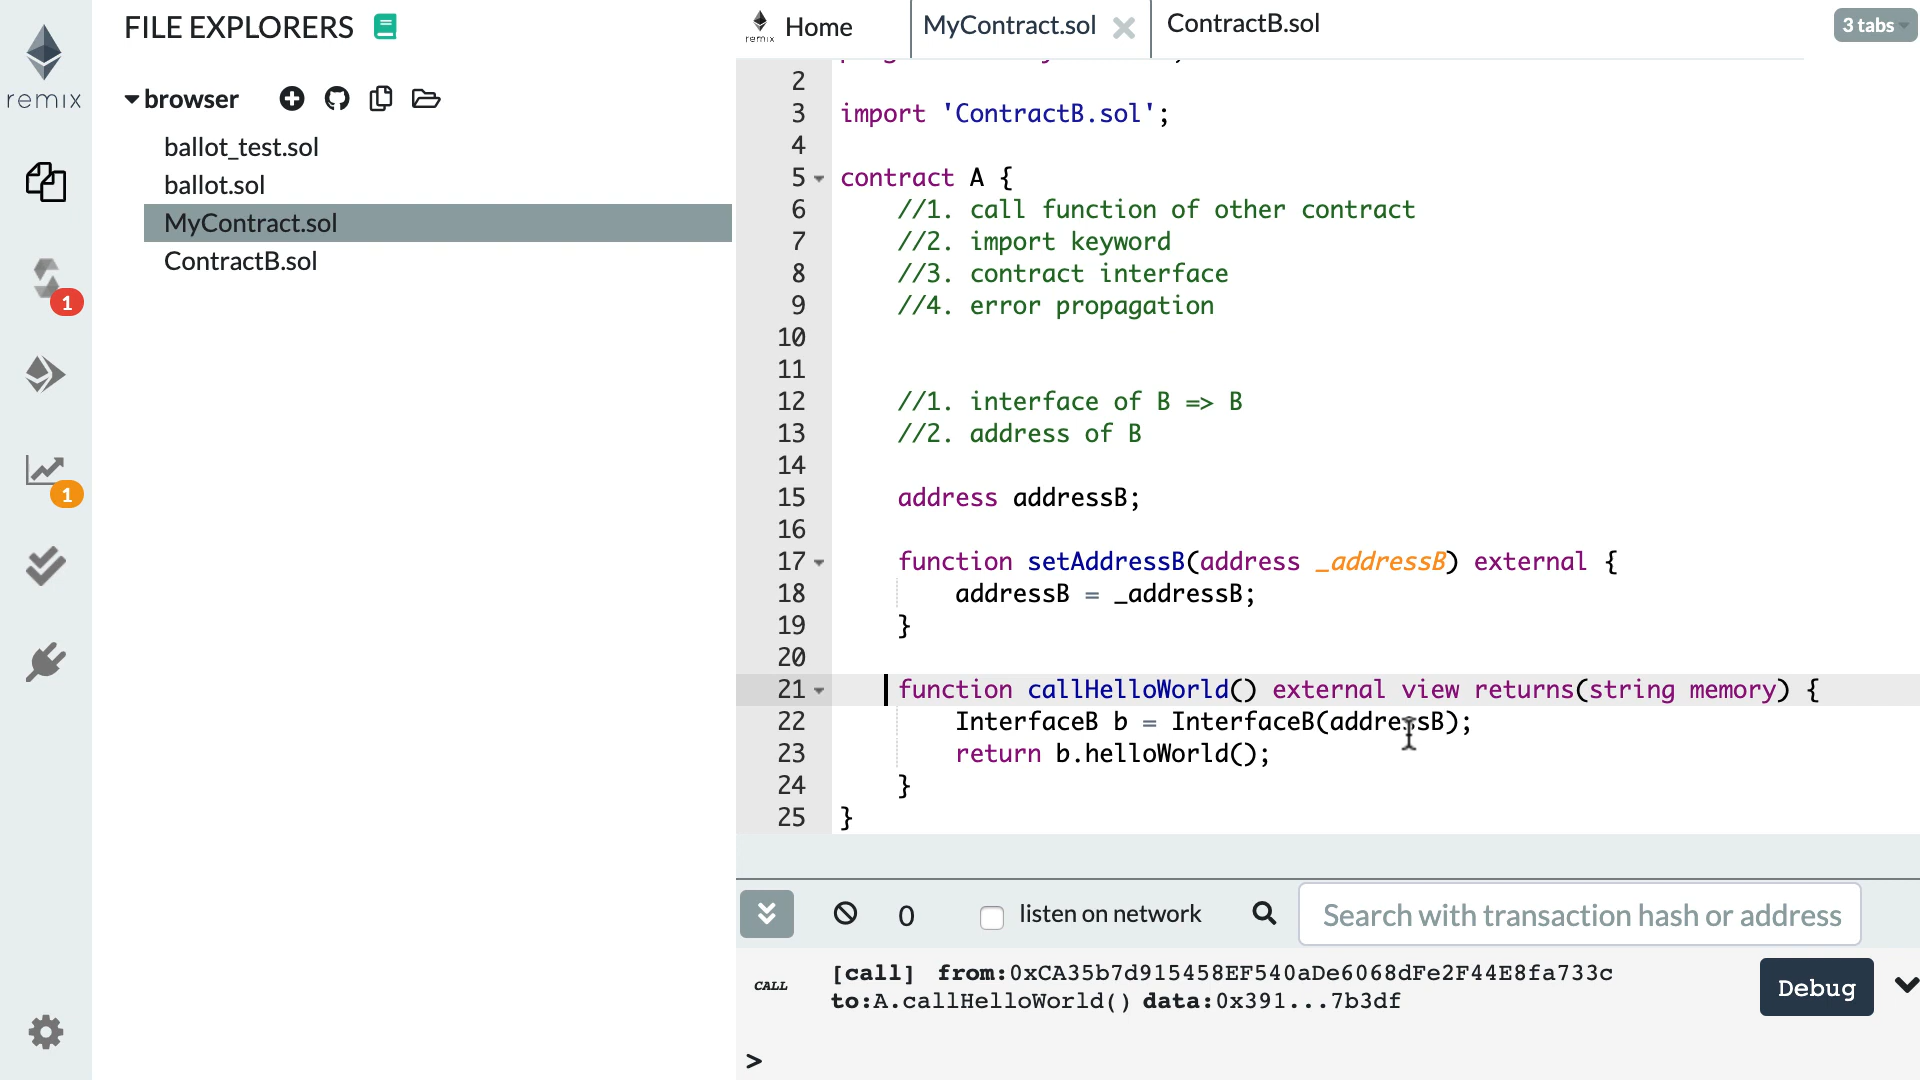 remix
FILE EXPLORERS
browser
ballot_test.sol
ballot.sol
MyContract.sol
ContractB.sol
1
1
remix
Home
MyContract.sol
ContractB.sol
3 tabs
2
3 import 'ContractB.sol';
4
5 contract A {
6 //1. call function of other contract
7 //2. import keyword
8 //3. contract interface
9 //4. error propagation
10
11
12 //1. interface of B => B
13 //2. address of B
14
15 address addressB;
16
17 function setAddressB(address _addressB) external {
18 addressB = _addressB;
19 }
20
21 function callHelloWorld() external view returns(string memory) {
22 InterfaceB b = InterfaceB(addressB);
23 return b.helloWorld();
24 }
25 }
0 listen on network Search with transaction hash or address
CALL
[call] from:0xCA35b7d915458EF540aDe6068dFe2F44E8fa733c
to:A.callHelloWorld() data:0x391...7b3df
Debug
>